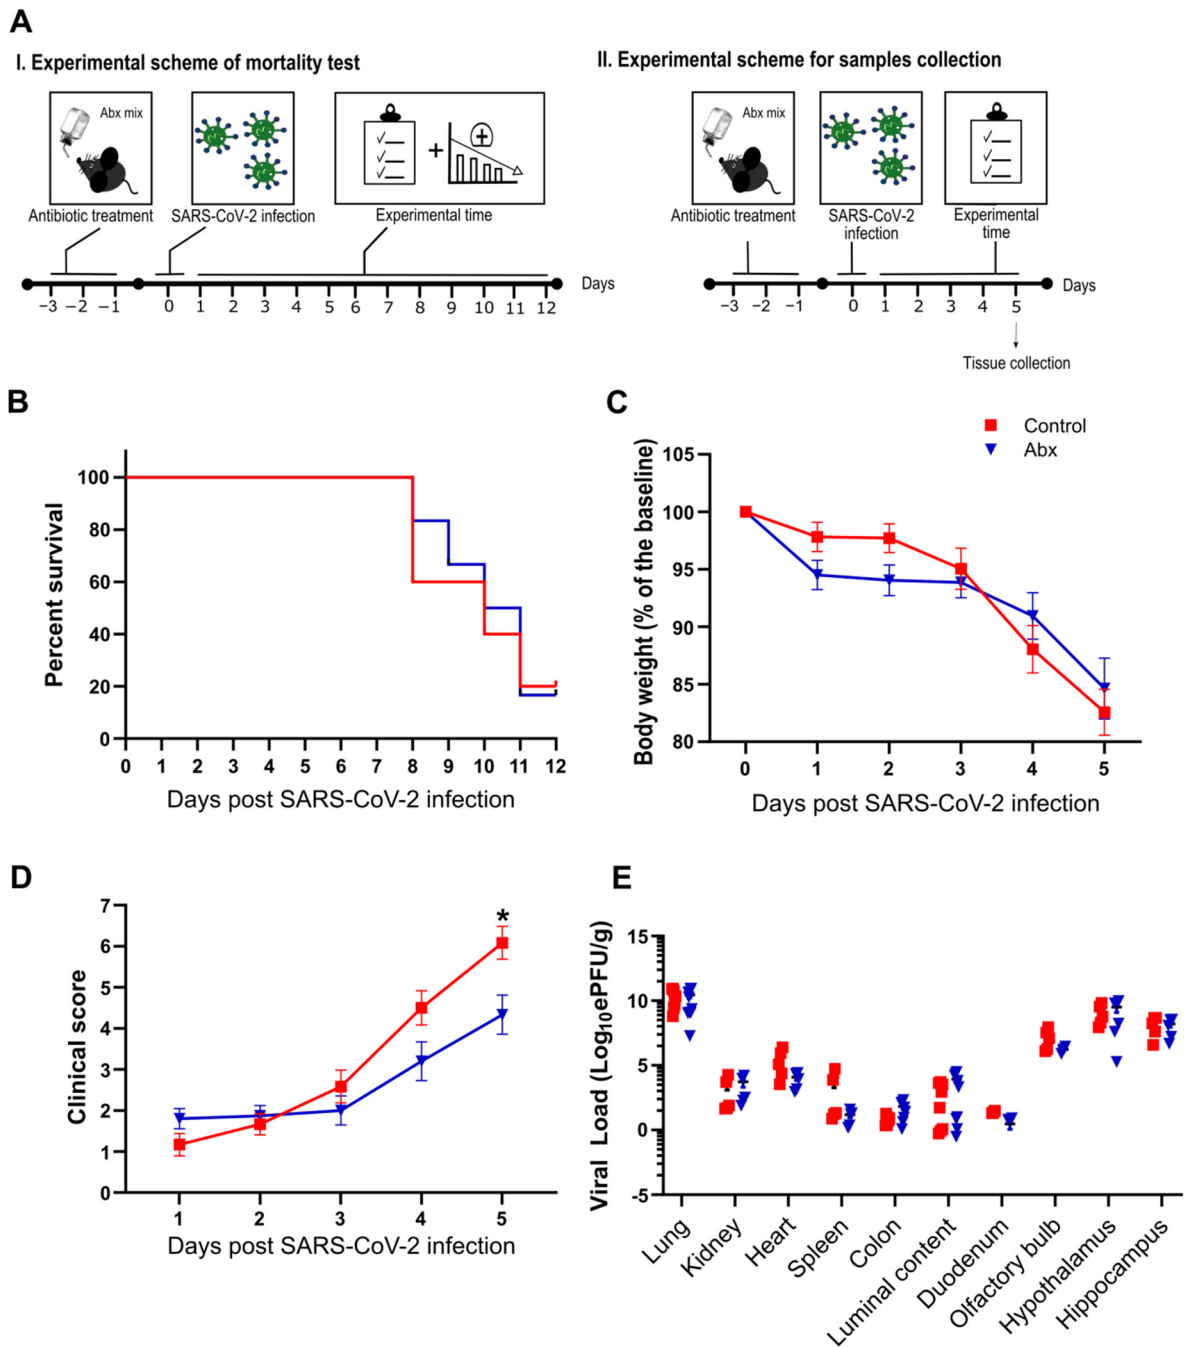 A
I. Experimental scheme of mortality test
II. Experimental scheme for samples collection
Abx mix
Abx mix
Antibiotic treatment
SARS-CoV-2 infection
Experimental time
Antibiotic treatment
SARS-CoV-2
infection
Experimental
time
−3 −2 −1 0 1 2 3 4 5 6 7 8 9 10 11 12
Days
−3 −2 −1 0 1 2 3 4 5
Days
Tissue collection
B
Percent survival
100
80
60
40
20
0
0 1 2 3 4 5 6 7 8 9 10 11 12
Days post SARS-CoV-2 infection
C
Control
Abx
Body weight (% of the baseline)
105
100
95
90
85
80
0 1 2 3 4 5
Days post SARS-CoV-2 infection
D
Clinical score
7
6
5
4
3
2
1
0
*
1 2 3 4 5
Days post SARS-CoV-2 infection
E
Viral Load (Log10ePFU/g)
15
10
5
0
-5
Lung
Kidney
Heart
Spleen
Colon
Luminal content
Duodenum
Olfactory bulb
Hypothalamus
Hippocampus